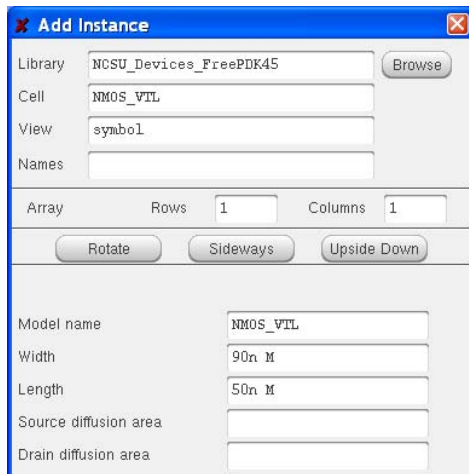 Add Instance
Library NCSU_Devices_FreePDK45 Browse
Cell NMOS_VTL
View symbol
Names
Array Rows 1 Columns 1
Rotate Sideways Upside Down
Model name NMOS_VTL
Width 90n M
Length 50n M
Source diffusion area
Drain diffusion area